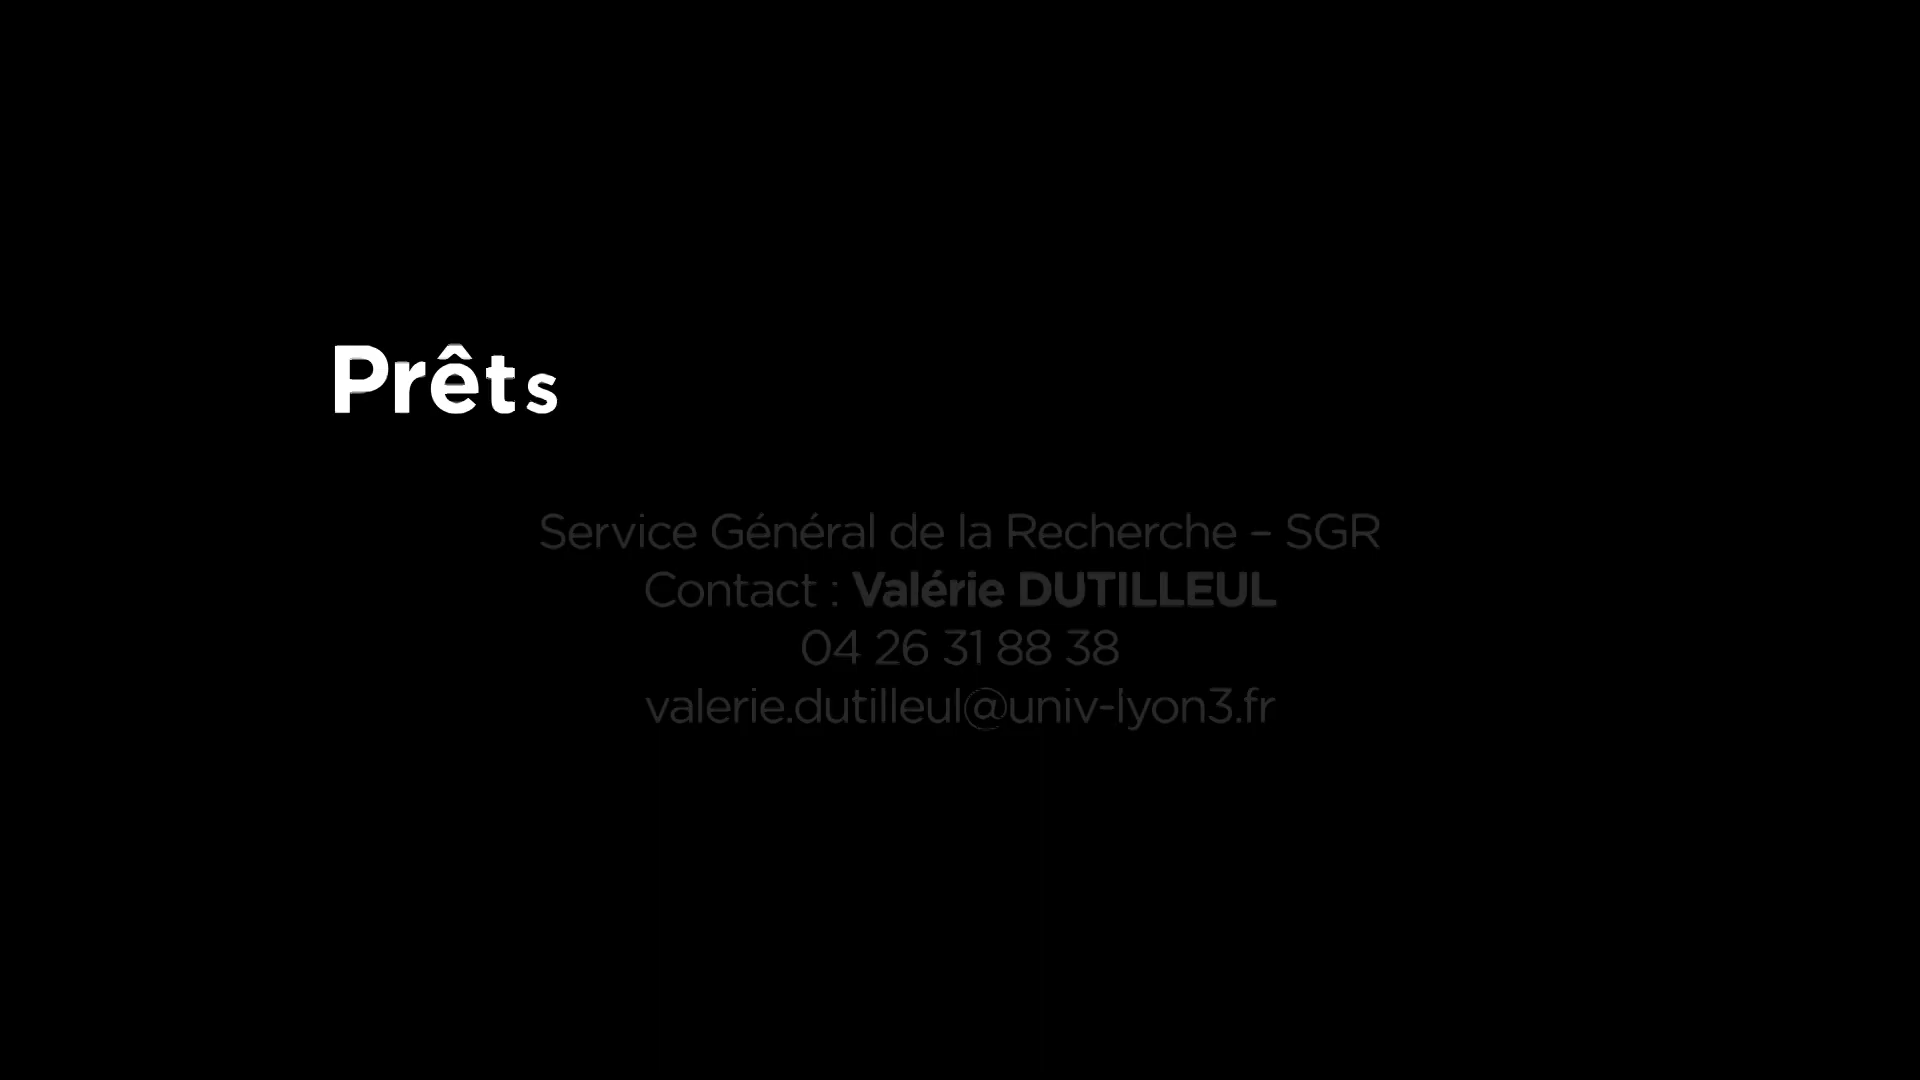 Prêts
Service Général de la Recherche – SGR
Contact : Valérie DUTILLEUL
04 26 31 88 38
valerie.dutilleul@univ-lyon3.fr